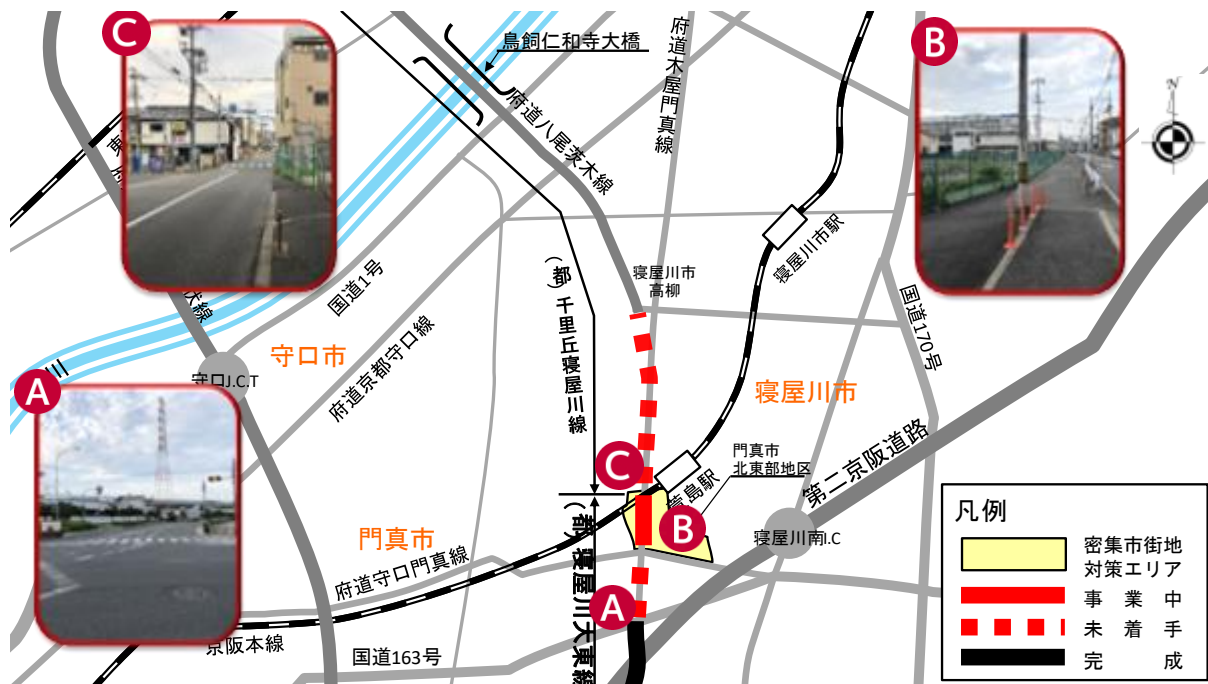 C
鳥飼仁和寺大橋
府道八尾茨木線
府道木屋門真線
B
N
寝屋川市駅
国道1号
(都)千里丘寝屋川線
寝屋川市
高柳
国道170号
守口市
府道京都守口線
守口J.C.T
川
A
寝屋川市
門真市
北東部地区
第二京阪道路
C
萱島駅
B
寝屋川南I.C
門真市
府道守口門真線
(都)寝屋川大東線
A
京阪本線
国道163号
凡例
密集市街地
対策エリア
事業中
未着手
完成